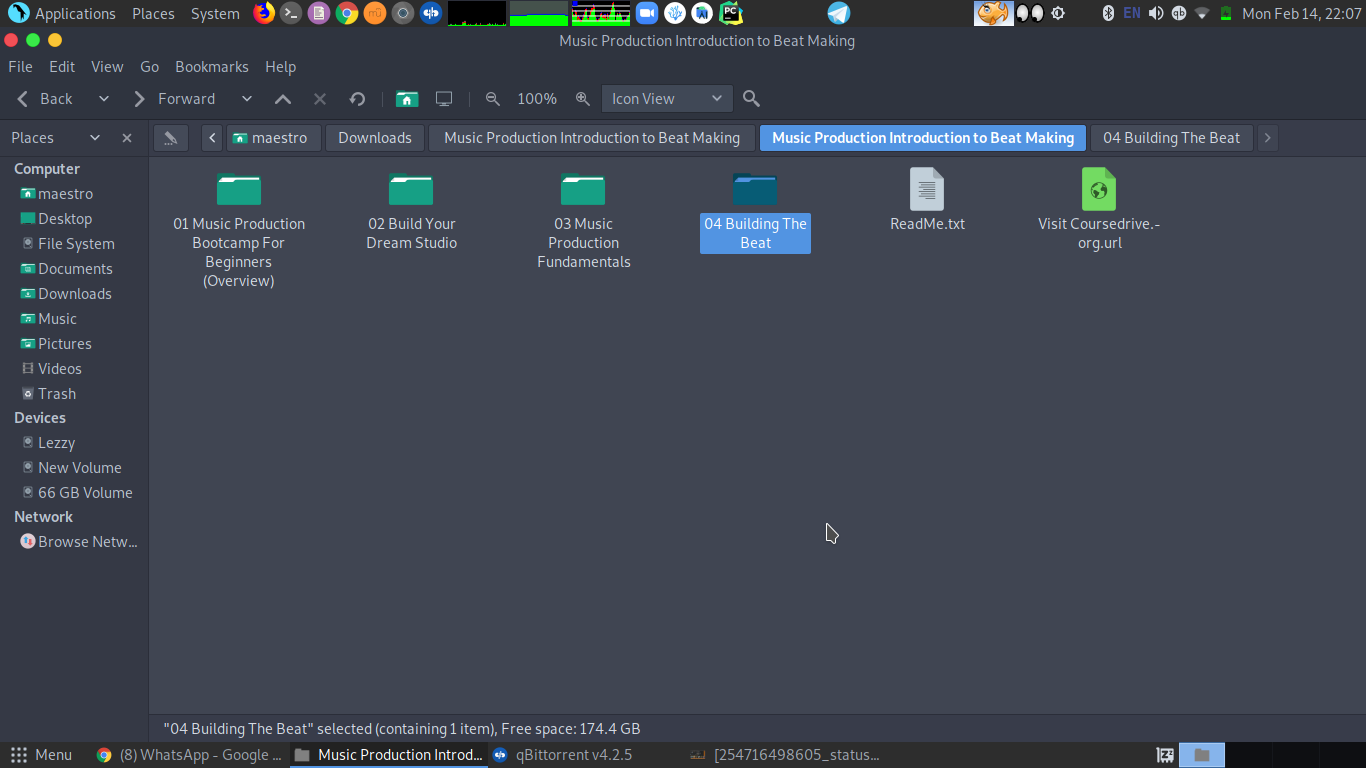 Applications Places System EN Mon Feb 14, 22:07
Music Production Introduction to Beat Making
File Edit View Go Bookmarks Help
Back Forward 100% Icon View
Places maestro Downloads Music Production Introduction to Beat Making Music Production Introduction to Beat Making 04 Building The Beat
Computer
maestro
Desktop
File System
Documents
Downloads
Music
Pictures
Videos
Trash
Devices
Lezzy
New Volume
66 GB Volume
Network
Browse Netw...
01 Music Production
Bootcamp For
Beginners
(Overview)
02 Build Your
Dream Studio
03 Music
Production
Fundamentals
04 Building The
Beat
ReadMe.txt
Visit Coursedrive.-
org.url
"04 Building The Beat" selected (containing 1 item), Free space: 174.4 GB
Menu (8) WhatsApp - Google ... Music Production Introd... qBittorrent v4.2.5 [254716498605_status...